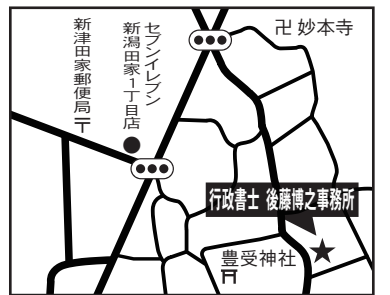 卍 妙本寺
セブンイレブン
新潟田家1丁目店
新津田家郵便局〒
行政書士 後藤博之事務所
豊受神社